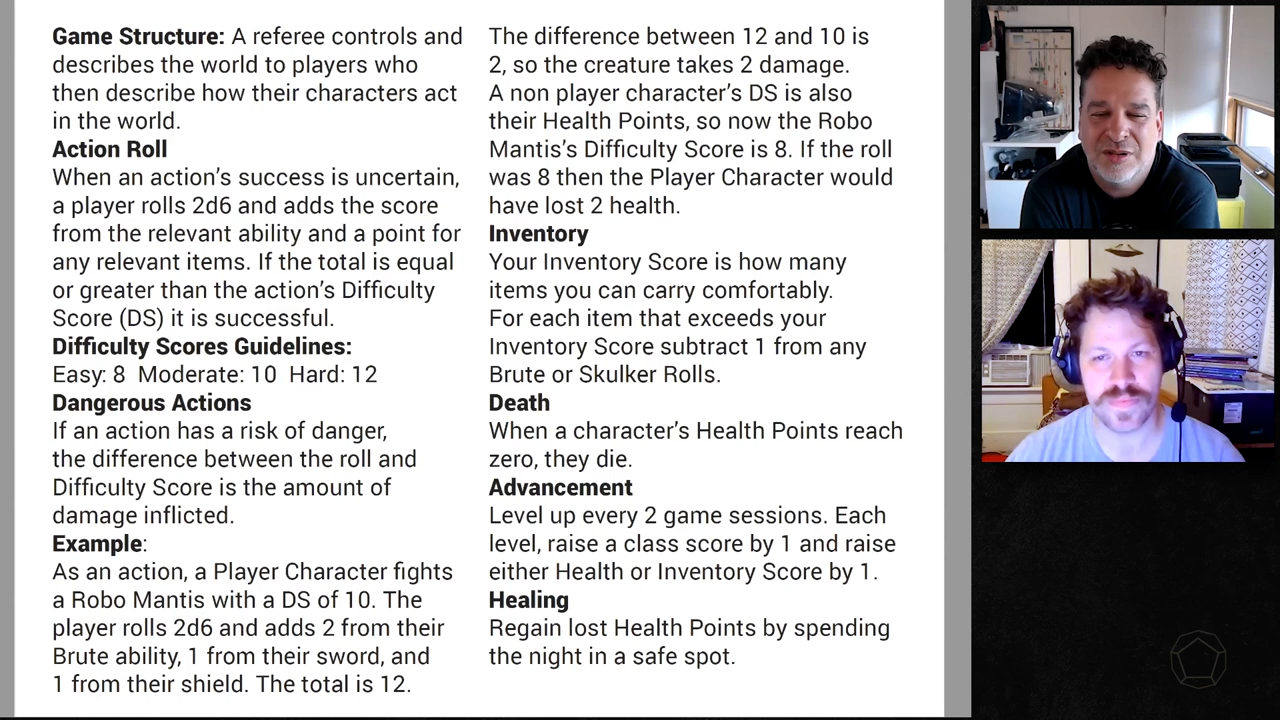 Game Structure: A referee controls and
describes the world to players who
then describe how their characters act
in the world.
Action Roll
When an action’s success is uncertain,
a player rolls 2d6 and adds the score
from the relevant ability and a point for
any relevant items. If the total is equal
or greater than the action’s Difficulty
Score (DS) it is successful.
Difficulty Scores Guidelines:
Easy: 8 Moderate: 10 Hard: 12
Dangerous Actions
If an action has a risk of danger,
the difference between the roll and
Difficulty Score is the amount of
damage inflicted.
Example:
As an action, a Player Character fights
a Robo Mantis with a DS of 10. The
player rolls 2d6 and adds 2 from their
Brute ability, 1 from their sword, and
1 from their shield. The total is 12.
The difference between 12 and 10 is
2, so the creature takes 2 damage.
A non player character’s DS is also
their Health Points, so now the Robo
Mantis’s Difficulty Score is 8. If the roll
was 8 then the Player Character would
have lost 2 health.
Inventory
Your Inventory Score is how many
items you can carry comfortably.
For each item that exceeds your
Inventory Score subtract 1 from any
Brute or Skulker Rolls.
Death
When a character’s Health Points reach
zero, they die.
Advancement
Level up every 2 game sessions. Each
level, raise a class score by 1 and raise
either Health or Inventory Score by 1.
Healing
Regain lost Health Points by spending
the night in a safe spot.